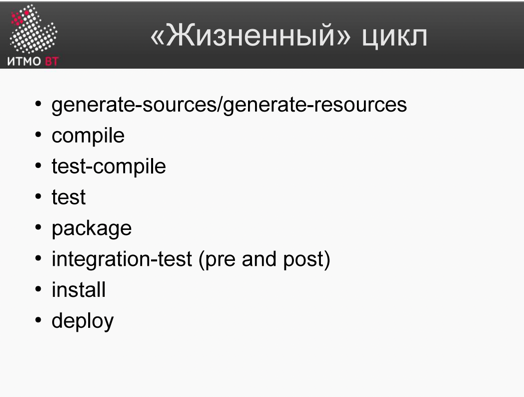 ИТМО ВТ
«Жизненный» цикл
• generate-sources/generate-resources
• compile
• test-compile
• test
• package
• integration-test (pre and post)
• install
• deploy